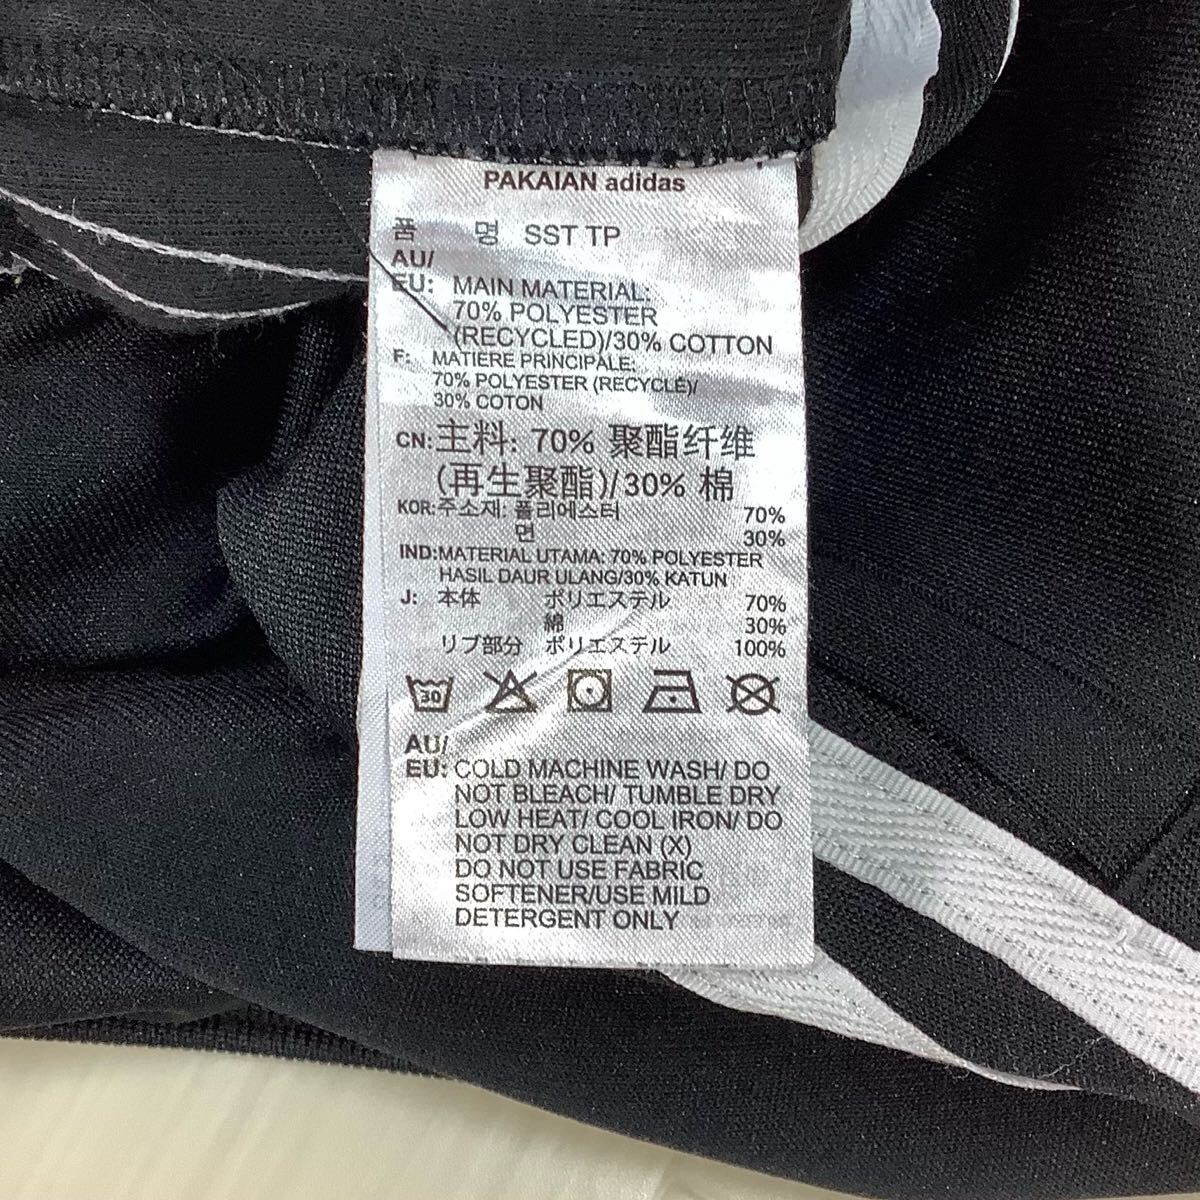 PAKAIAN adidas
품 명 SST TP
AU/
EU: MAIN MATERIAL:
70% POLYESTER
(RECYCLED)/30% COTTON
F: MATIERE PRINCIPALE:
70% POLYESTER (RECYCLÉ)/
30% COTON
CN: 主料: 70% 聚酯纤维
(再生聚酯)/30% 棉
KOR: 주소재: 폴리에스터 70%
면 30%
IND: MATERIAL UTAMA: 70% POLYESTER
HASIL DAUR ULANG/30% KATUN
J: 本体 ポリエステル 70%
綿 30%
リブ部分 ポリエステル 100%
30
AU/
EU: COLD MACHINE WASH/ DO
NOT BLEACH/ TUMBLE DRY
LOW HEAT/ COOL IRON/ DO
NOT DRY CLEAN (X)
DO NOT USE FABRIC
SOFTENER/USE MILD
DETERGENT ONLY